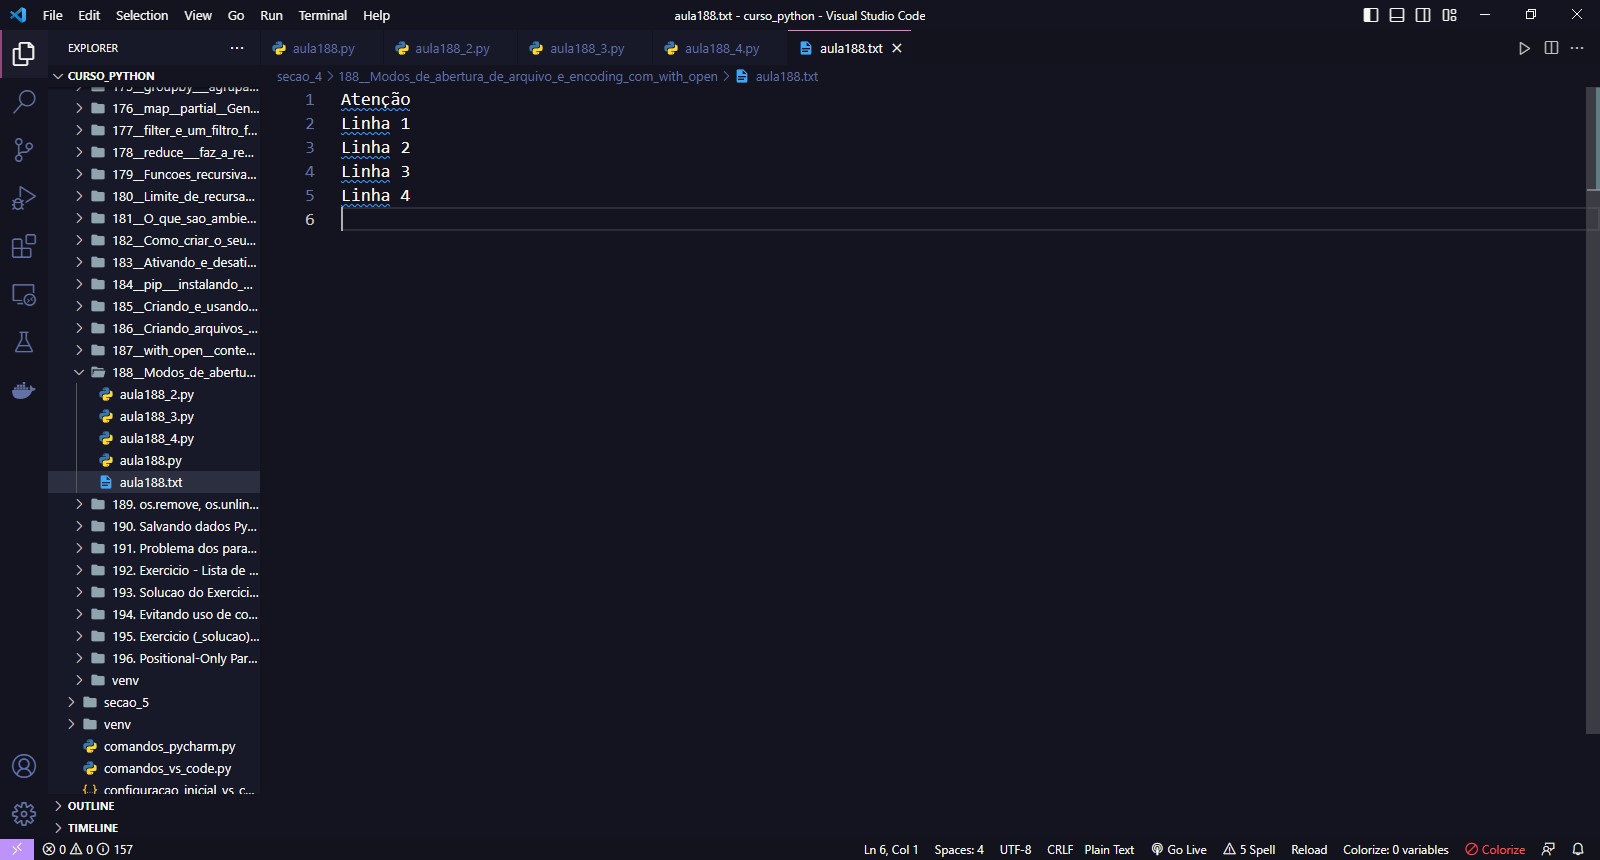 File Edit Selection View Go Run Terminal Help
aula188.txt - curso_python - Visual Studio Code
EXPLORER
aula188.py
aula188_2.py
aula188_3.py
aula188_4.py
aula188.txt
CURSO_PYTHON
secao_4 > 188__Modos_de_abertura_de_arquivo_e_encoding_com_with_open > aula188.txt
176__map__partial__Gen...
177__filter_e_um_filtro_f...
178__reduce___faz_a_re...
179__Funcoes_recursiva...
180__Limite_de_recursa...
181__O_que_sao_ambie...
182__Como_criar_o_seu...
183__Ativando_e_desati...
184__pip___instalando_...
185__Criando_e_usando...
186__Criando_arquivos_...
187__with_open__conte...
188__Modos_de_abertu...
aula188_2.py
aula188_3.py
aula188_4.py
aula188.py
aula188.txt
189. os.remove, os.unlin...
190. Salvando dados Py...
191. Problema dos para...
192. Exercicio - Lista de ...
193. Solucao do Exercici...
194. Evitando uso de co...
195. Exercicio (_solucao)...
196. Positional-Only Par...
venv
secao_5
venv
comandos_pycharm.py
comandos_vs_code.py
configuracao_inicial_vs_c...
OUTLINE
TIMELINE
1 Atenção
2 Linha 1
3 Linha 2
4 Linha 3
5 Linha 4
6
0 0 157
Ln 6, Col 1 Spaces: 4 UTF-8 CRLF Plain Text Go Live 5 Spell Reload Colorize: 0 variables Colorize